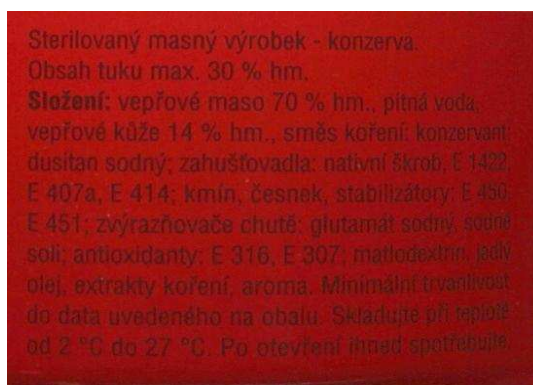 Sterilovaný masný výrobek - konzerva.
Obsah tuku max. 30 % hm.
Složení: vepřové maso 70 % hm., pitná voda,
vepřové kůže 14 % hm., směs koření: konzervant:
dusitan sodný; zahušťovadla: nativní škrob, E 1422,
E 407a, E 414; kmín, česnek, stabilizátory: E 450,
E 451; zvýrazňovače chutě: glutamát sodný, sodné
soli; antioxidanty: E 316, E 307; matlodextrin, jedlý
olej, extrakty koření, aroma. Minimální trvanlivost
do data uvedeného na obalu. Skladujte při teplotě
od 2 °C do 27 °C. Po otevření ihned spotřebujte.